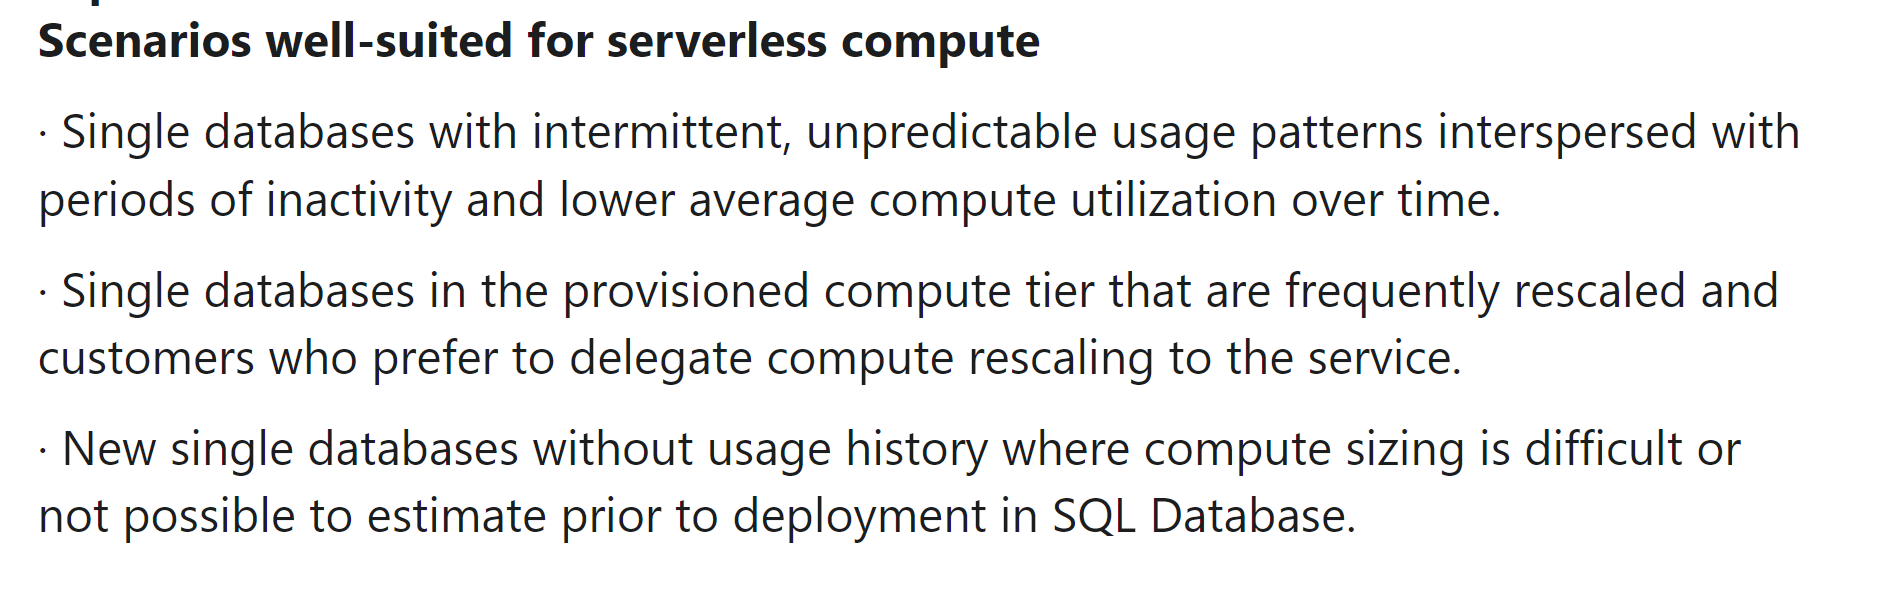 Scenarios well-suited for serverless compute
· Single databases with intermittent, unpredictable usage patterns interspersed with
periods of inactivity and lower average compute utilization over time.
· Single databases in the provisioned compute tier that are frequently rescaled and
customers who prefer to delegate compute rescaling to the service.
· New single databases without usage history where compute sizing is difficult or
not possible to estimate prior to deployment in SQL Database.